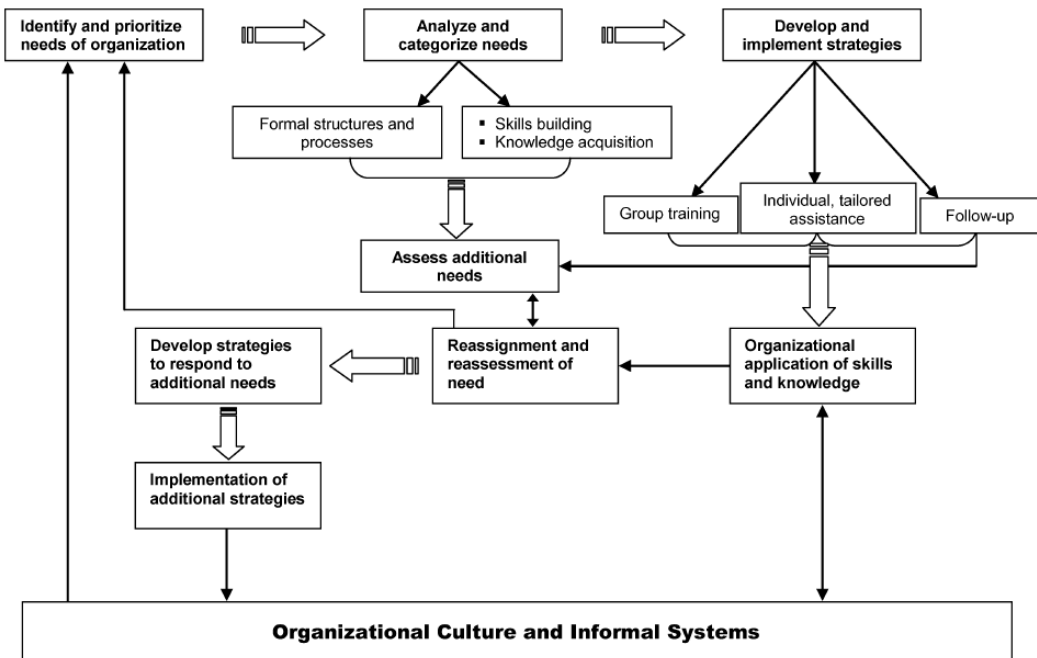 Identify and prioritize
needs of organization
Analyze and
categorize needs
Develop and
implement strategies
Formal structures and
processes
▪ Skills building
▪ Knowledge acquisition
Group training
Individual, tailored
assistance
Follow-up
Assess additional
needs
Develop strategies
to respond to
additional needs
Reassignment and
reassessment of
need
Organizational
application of skills
and knowledge
Implementation of
additional strategies
Organizational Culture and Informal Systems